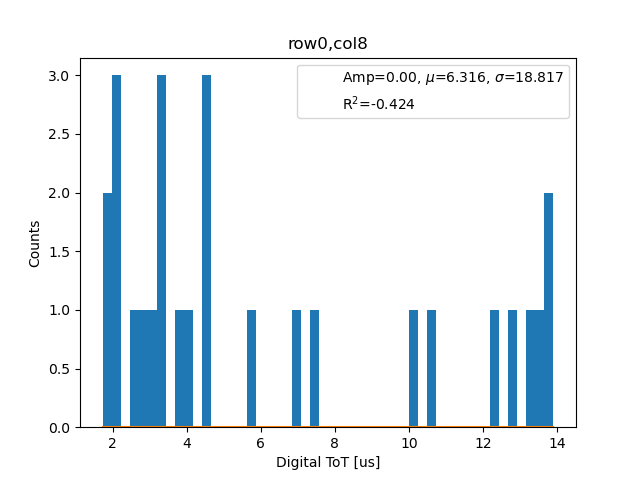 row0,col8
Amp=0.00, μ=6.316, σ=18.817
R²=-0.424
3.0
2.5
2.0
1.5
1.0
0.5
0.0
Counts
2 4 6 8 10 12 14
Digital ToT [us]